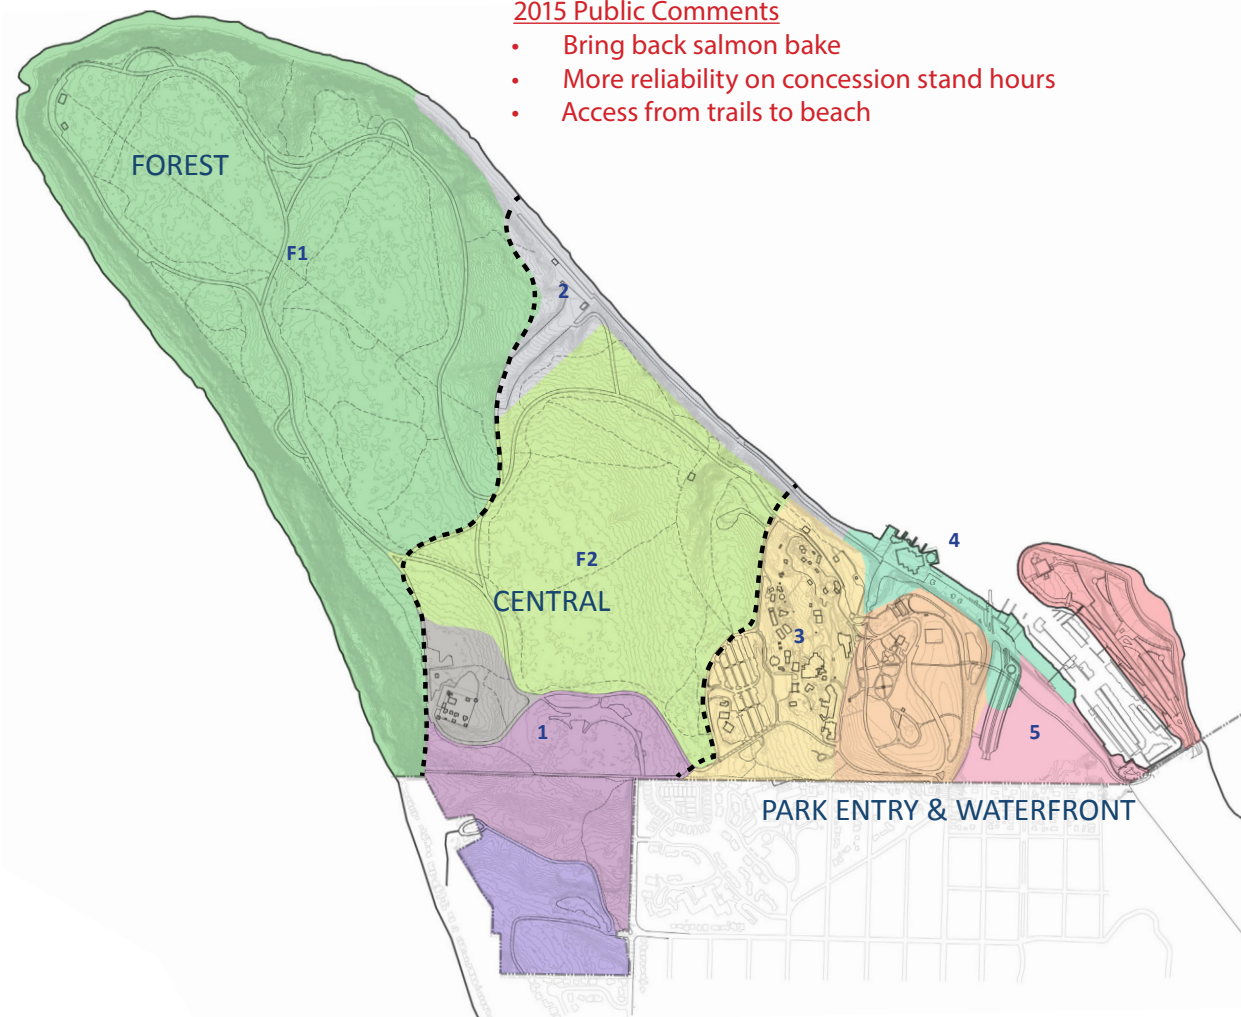 2015 Public Comments
• Bring back salmon bake
• More reliability on concession stand hours
• Access from trails to beach
FOREST
F1
2
4
F2
CENTRAL
3
1
5
PARK ENTRY & WATERFRONT